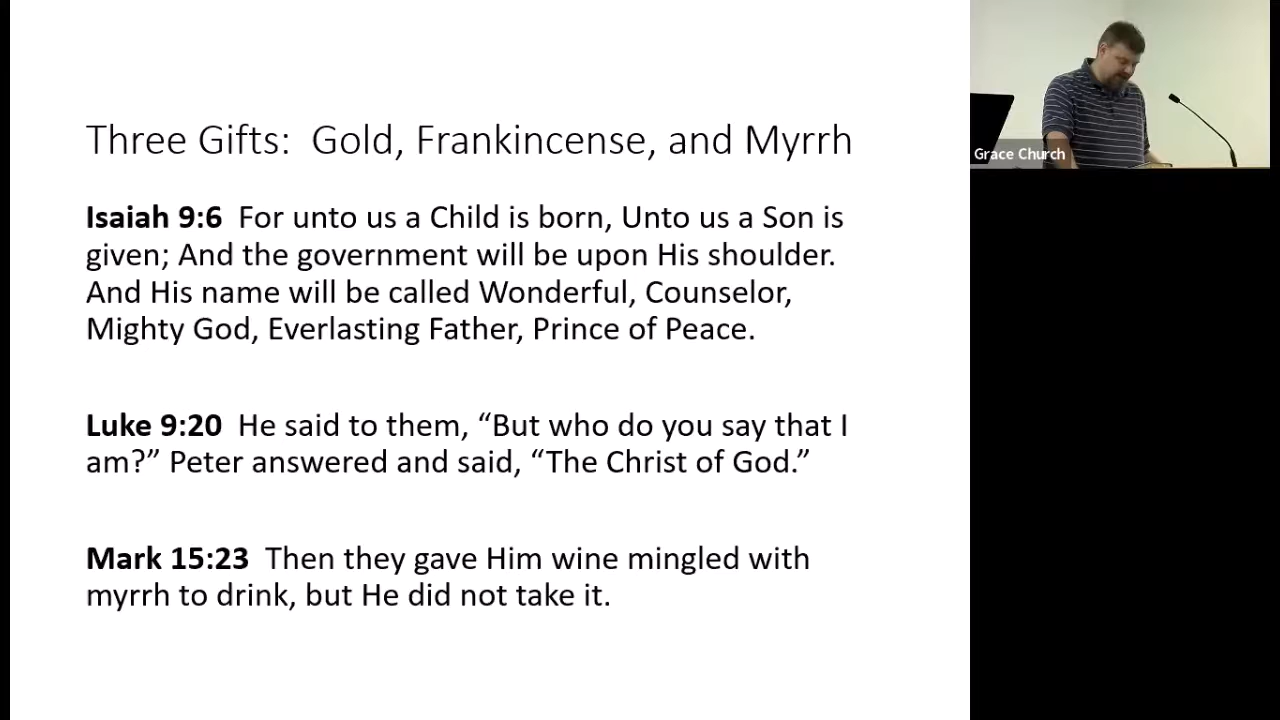 Three Gifts:  Gold, Frankincense, and Myrrh
Isaiah 9:6  For unto us a Child is born, Unto us a Son is
given; And the government will be upon His shoulder.
And His name will be called Wonderful, Counselor,
Mighty God, Everlasting Father, Prince of Peace.
Luke 9:20  He said to them, “But who do you say that I
am?” Peter answered and said, “The Christ of God.”
Mark 15:23  Then they gave Him wine mingled with
myrrh to drink, but He did not take it.
Grace Church